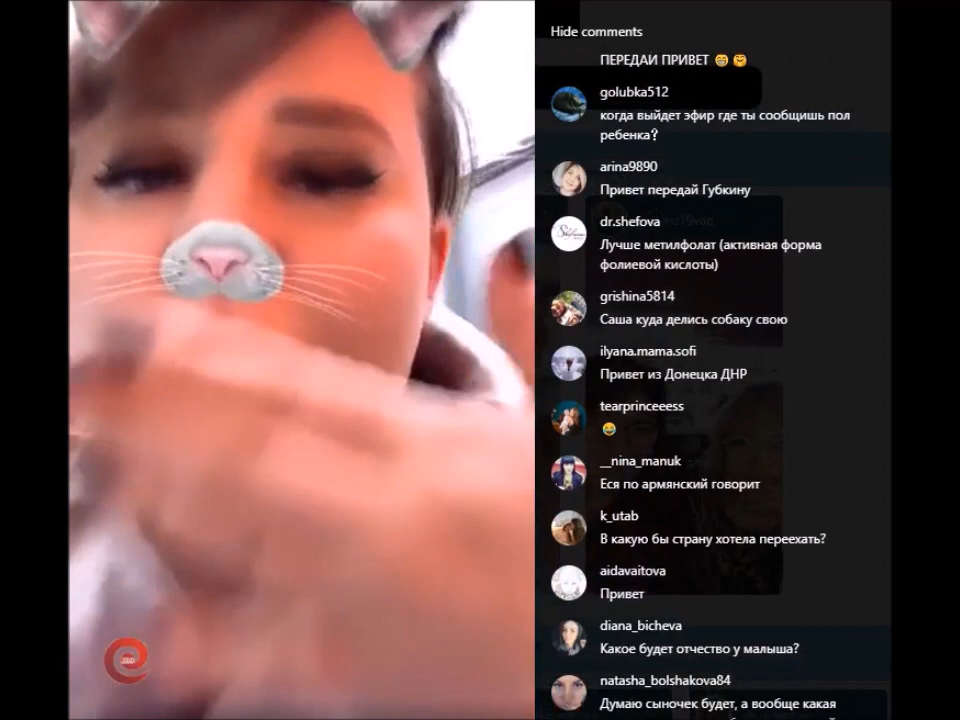 Hide comments
ПЕРЕДАЙ ПРИВЕТ 😁 🤗
golubka512
когда выйдет эфир где ты сообщишь пол
ребенка?
arina9890
Привет передай Губкину
dr.shefova
Лучше метилфолат (активная форма
фолиевой кислоты)
grishina5814
Саша куда делись собаку свою
ilyana.mama.sofi
Привет из Донецка ДНР
tearprinceeess
😂
__nina_manuk
Еся по армянский говорит
k_utab
В какую бы страну хотела переехать?
aidavaitova
Привет
diana_bicheva
Какое будет отчество у малыша?
natasha_bolshakova84
Думаю сыночек будет, а вообще какая